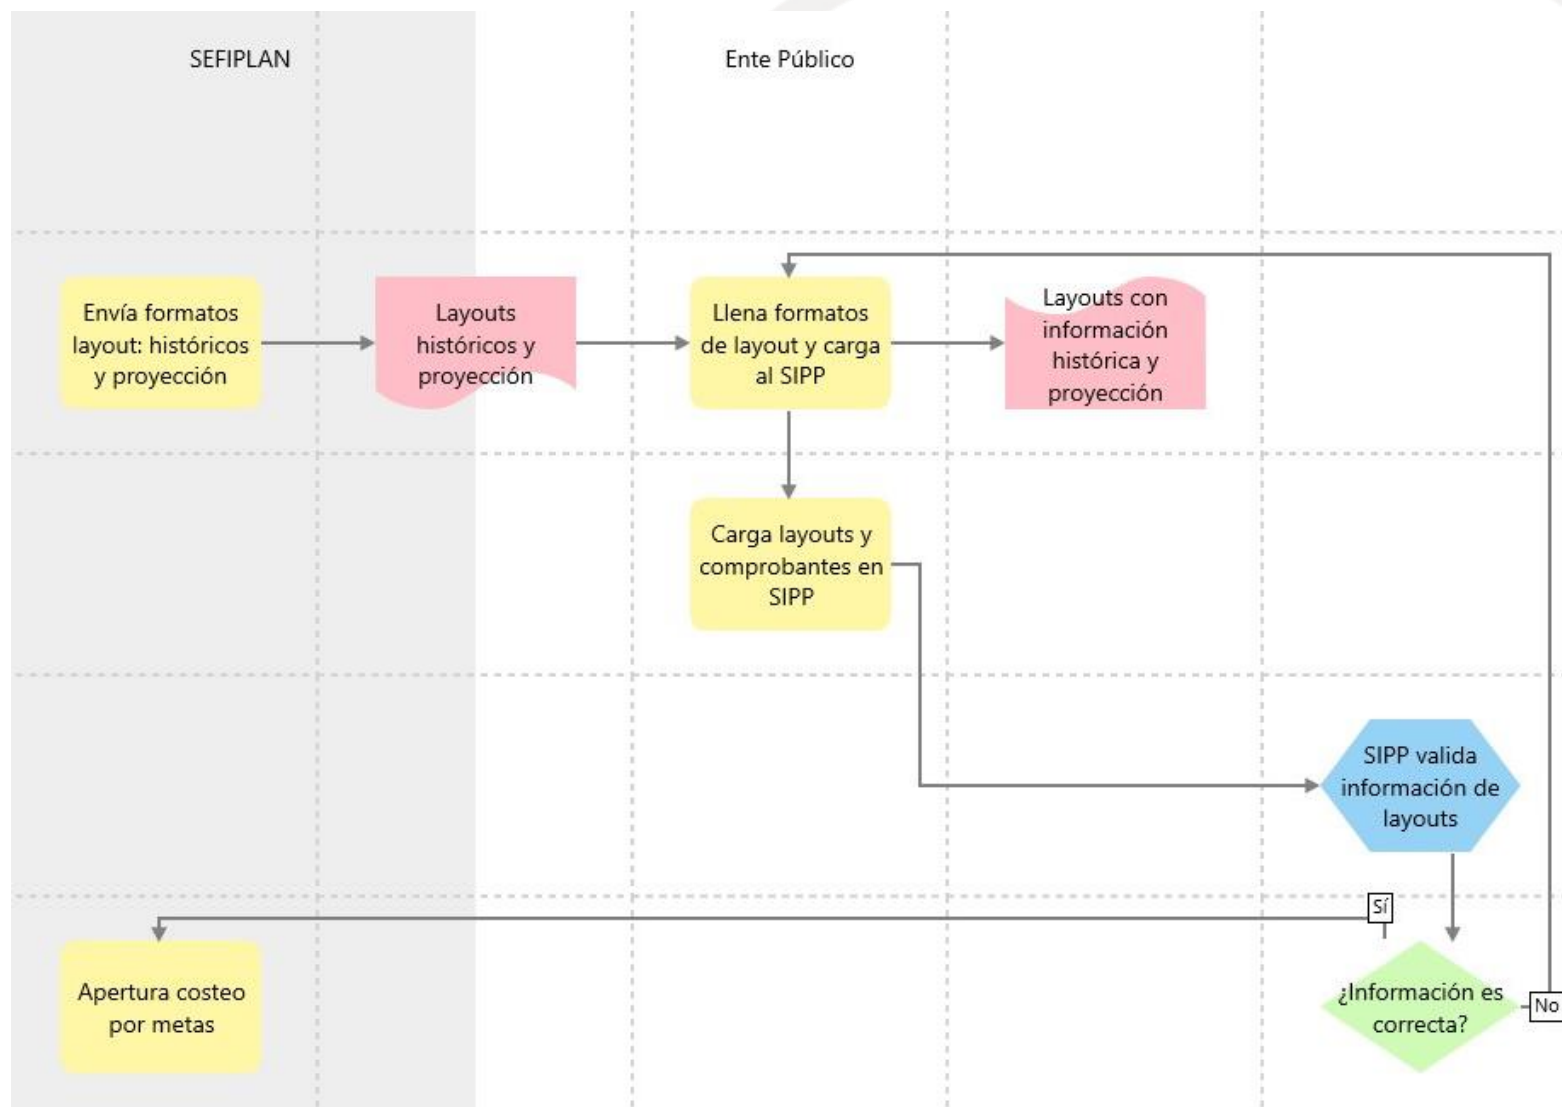 SEFIPLAN
Ente Público
Envía formatos
layout: históricos
y proyección
Layouts
históricos y
proyección
Llena formatos
de layout y carga
al SIPP
Layouts con
información
histórica y
proyección
Carga layouts y
comprobantes en
SIPP
SIPP valida
información de
layouts
Sí
Apertura costeo
por metas
¿Información es
correcta?
No